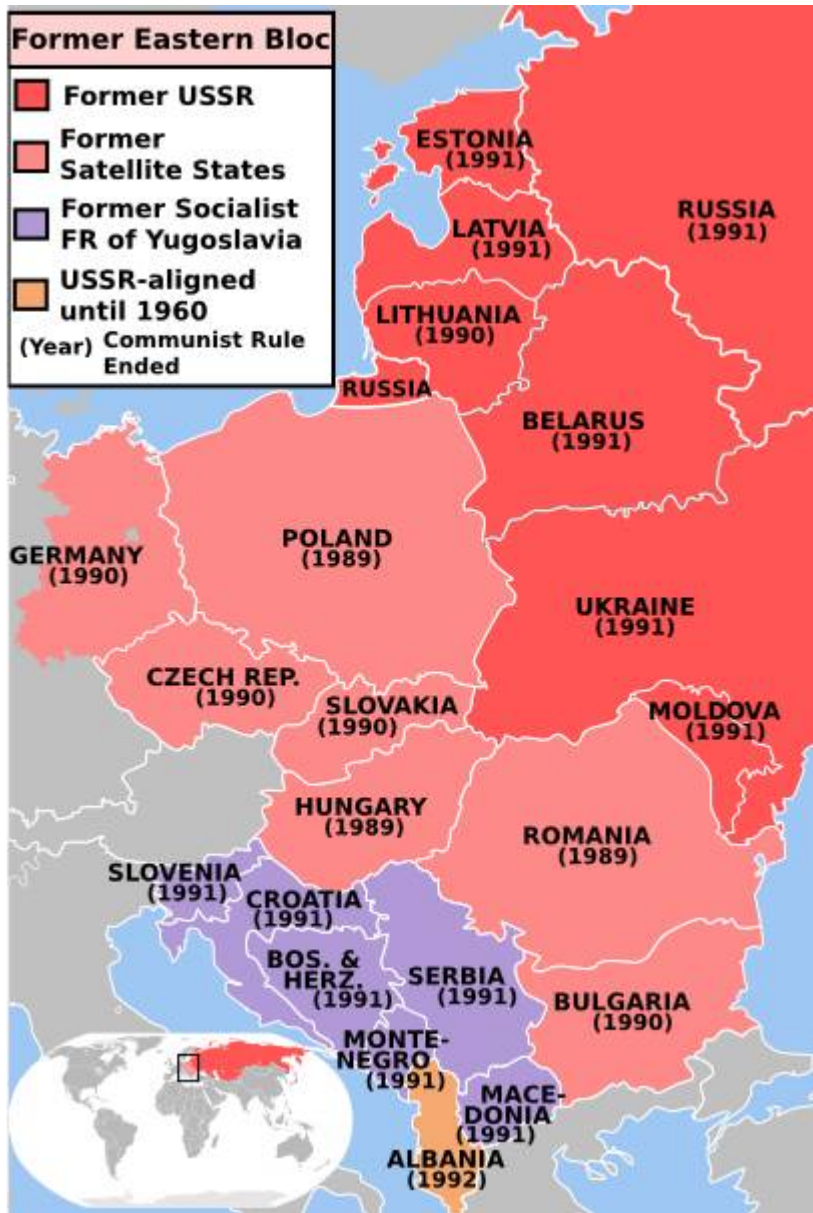 Former Eastern Bloc
Former USSR
Former
Satellite States
Former Socialist
FR of Yugoslavia
USSR-aligned
until 1960
(Year) Communist Rule
Ended
ESTONIA
(1991)
RUSSIA
(1991)
LATVIA
(1991)
LITHUANIA
(1990)
RUSSIA
BELARUS
(1991)
POLAND
(1989)
GERMANY
(1990)
UKRAINE
(1991)
CZECH REP.
(1990)
SLOVAKIA
(1990)
MOLDOVA
(1991)
HUNGARY
(1989)
ROMANIA
(1989)
SLOVENIA
(1991)
CROATIA
(1991)
BOS. &
HERZ.
(1991)
SERBIA
(1991)
BULGARIA
(1990)
MONTE-
NEGRO
(1991)
MACE-
DONIA
(1991)
ALBANIA
(1992)